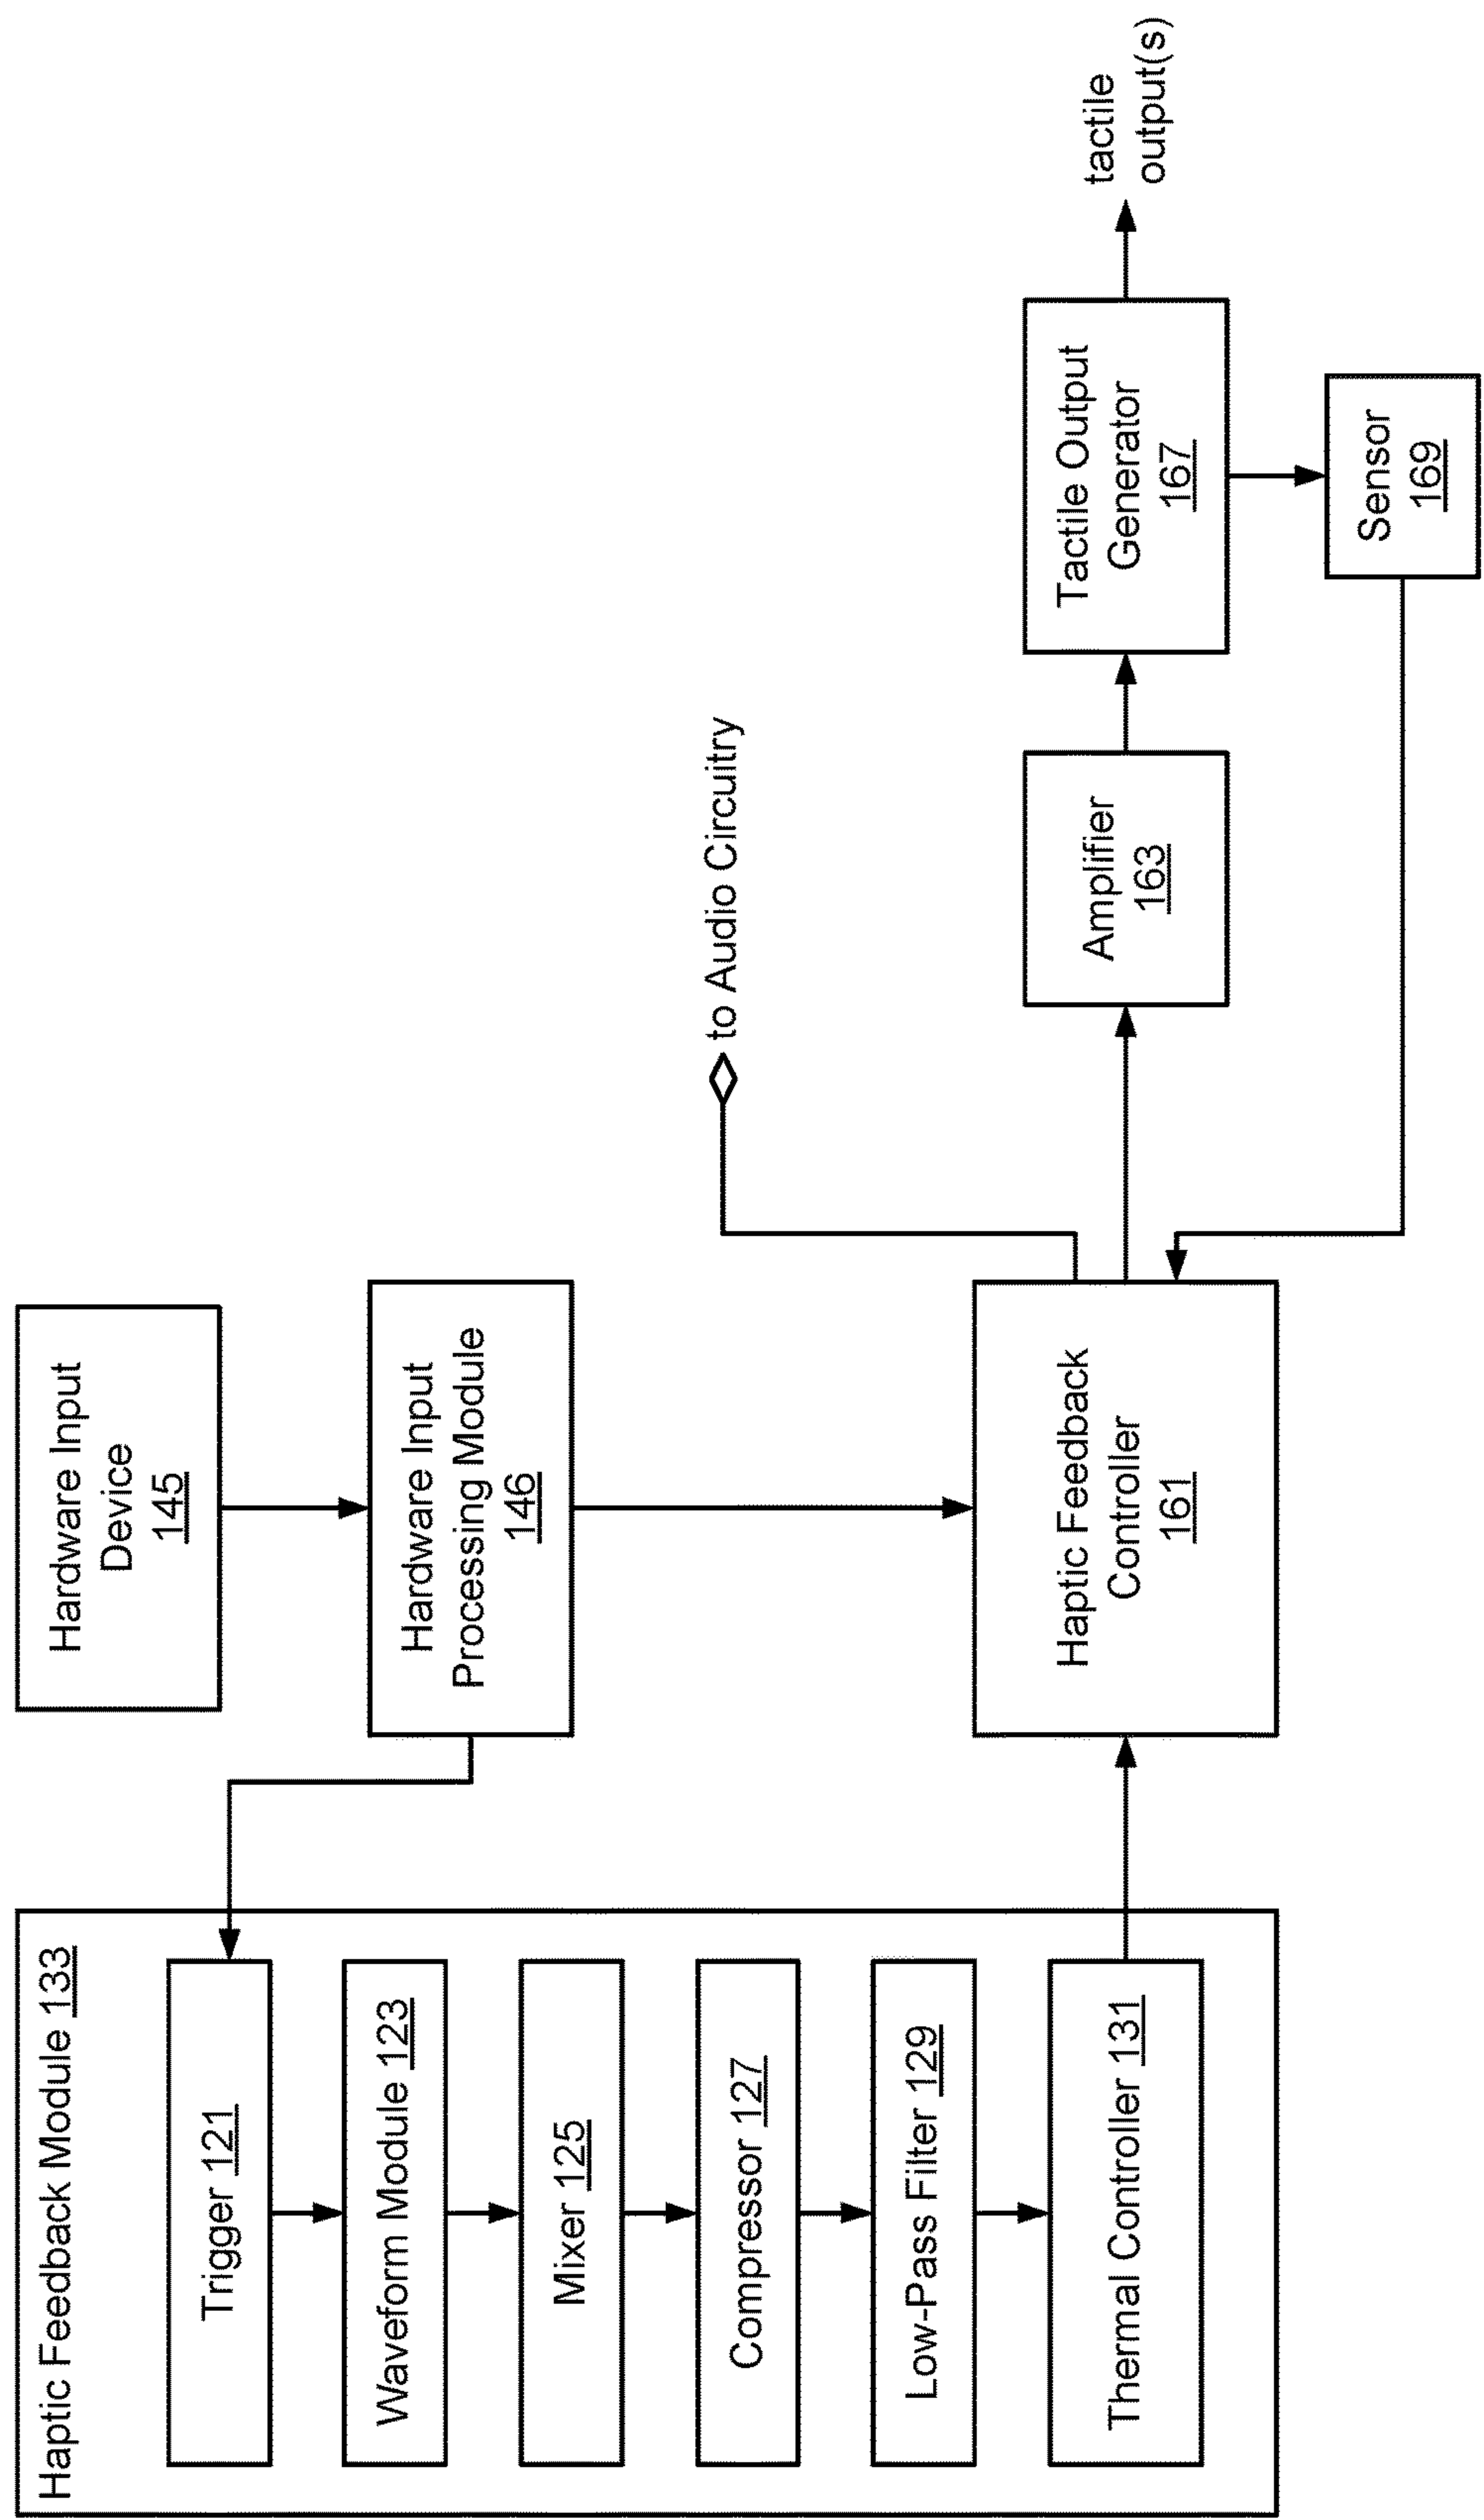 Haptic Feedback Module 133
Trigger 121
Waveform Module 123
Mixer 125
Compressor 127
Low-Pass Filter 129
Thermal Controller 131
Hardware Input
Device
145
Hardware Input
Processing Module
146
Haptic Feedback
Controller
161
to Audio Circuitry
Amplifier
163
Tactile Output
Generator
167
Sensor
169
tactile
output(s)